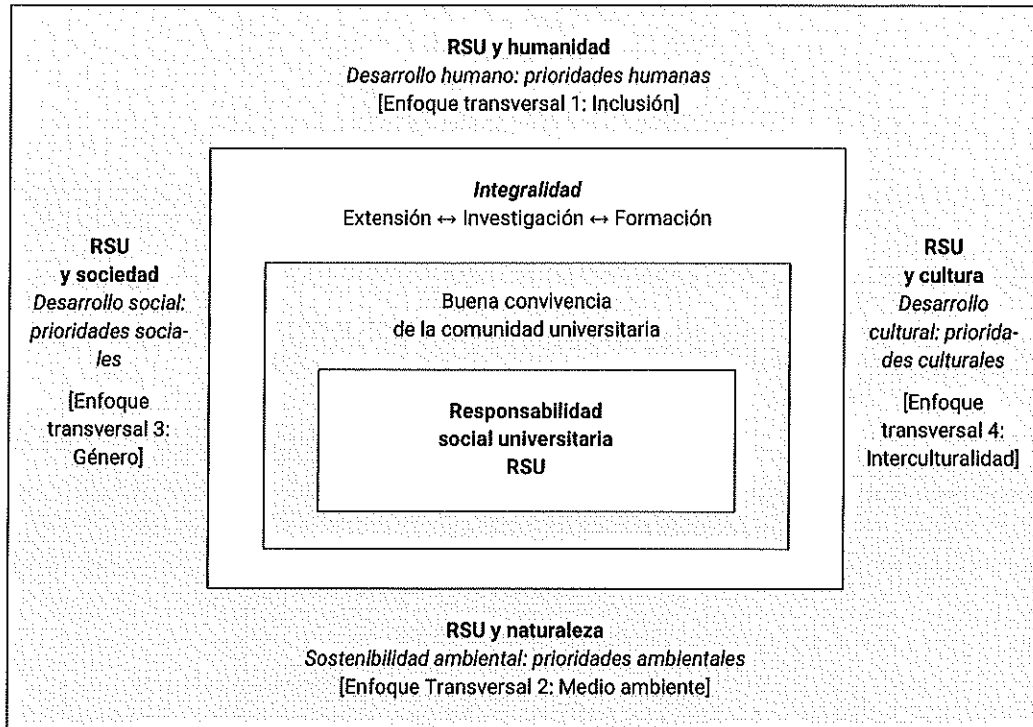 RSU y humanidad
Desarrollo humano: prioridades humanas
[Enfoque transversal 1: Inclusión]
Integralidad
Extensión ↔ Investigación ↔ Formación
RSU
y sociedad
Desarrollo social:
prioridades socia-
les
[Enfoque
transversal 3:
Género]
Buena convivencia
de la comunidad universitaria
Responsabilidad
social universitaria
RSU
RSU
y cultura
Desarrollo
cultural: priorida-
des culturales
[Enfoque
transversal 4:
Interculturalidad]
RSU y naturaleza
Sostenibilidad ambiental: prioridades ambientales
[Enfoque Transversal 2: Medio ambiente]